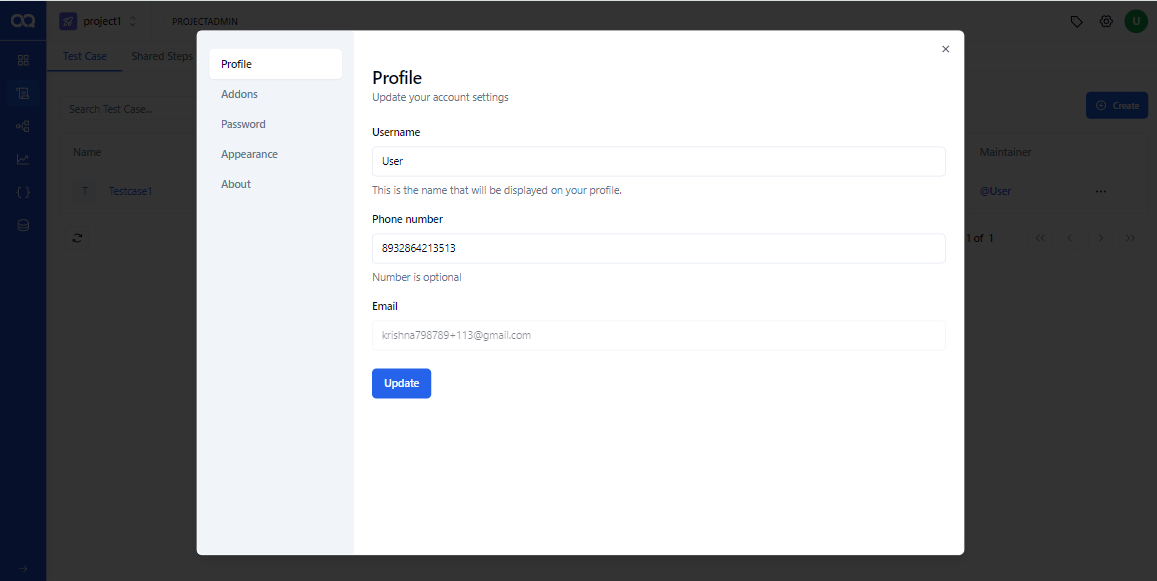 project1 PROJECTADMIN U
Test Case Shared Steps
Search Test Case...
Create
Name Maintainer
T Testcase1 @User ...
1 of 1
Profile
Addons
Password
Appearance
About
Profile
Update your account settings
Username
User
This is the name that will be displayed on your profile.
Phone number
8932864213513
Number is optional
Email
krishna798789+113@gmail.com
Update